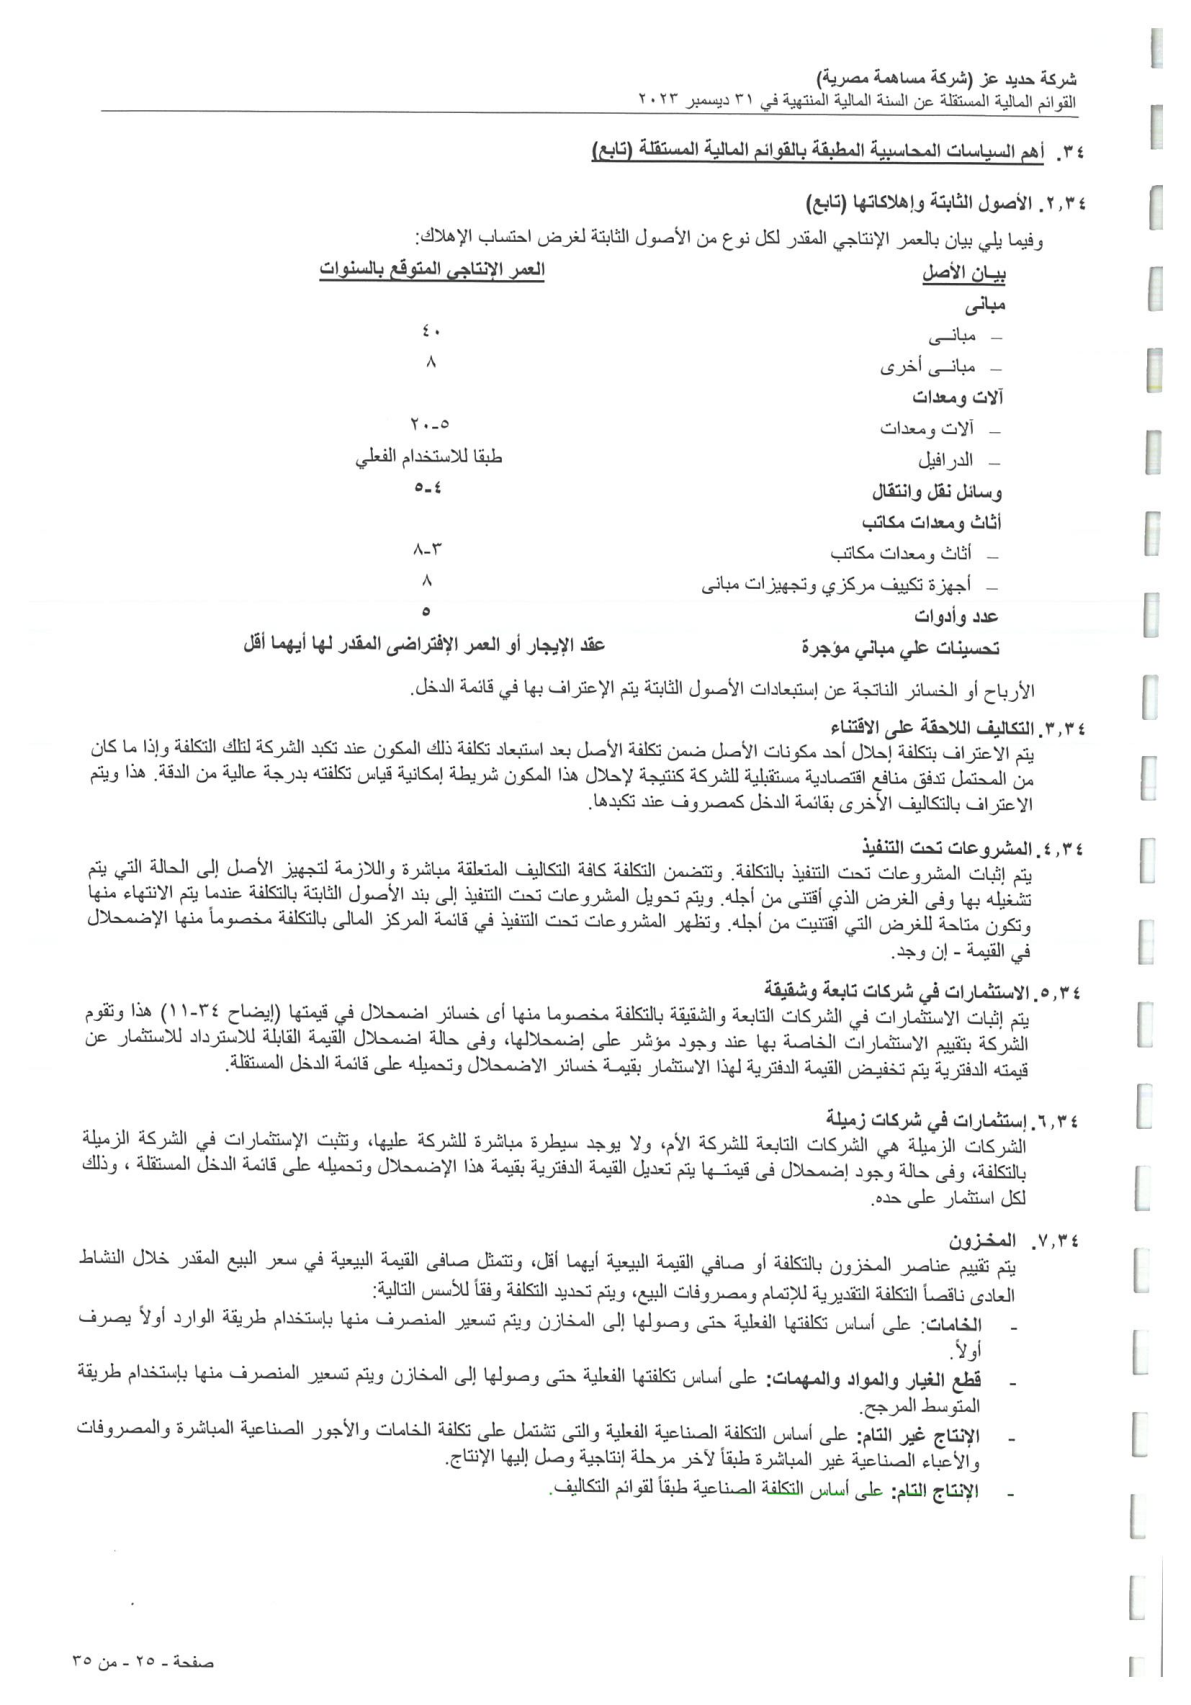 شركة حديد عز (شركة مساهمة مصرية)
القوائم المالية المستقلة عن السنة المالية المنتهية في ٣١ ديسمبر ٢٠٢٣
٣٤. أهم السياسات المحاسبية المطبقة بالقوائم المالية المستقلة (تابع)
٢,٣٤. الأصول الثابتة وإهلاكاتها (تابع)
وفيما يلي بيان بالعمر الإنتاجي المقدر لكل نوع من الأصول الثابتة لغرض احتساب الإهلاك:
بيـان الأصل العمر الإنتاجي المتوقع بالسنوات
مبانى
– مبانــى ٤٠
– مبانــى أخرى ٨
آلات ومعدات
– آلات ومعدات ٥-٢٠
– الدرافيل طبقا للاستخدام الفعلي
وسائل نقل وانتقال ٤-٥
أثاث ومعدات مكاتب
– أثاث ومعدات مكاتب ٣-٨
– أجهزة تكييف مركزي وتجهيزات مبانى ٨
عدد وأدوات ٥
تحسينات علي مباني مؤجرة عقد الإيجار أو العمر الإفتراضى المقدر لها أيهما أقل
الأرباح أو الخسائر الناتجة عن إستبعادات الأصول الثابتة يتم الإعتراف بها في قائمة الدخل.
٣,٣٤. التكاليف اللاحقة على الاقتناء
يتم الاعتراف بتكلفة إحلال أحد مكونات الأصل ضمن تكلفة الأصل بعد استبعاد تكلفة ذلك المكون عند تكبد الشركة لتلك التكلفة وإذا ما كان
من المحتمل تدفق منافع اقتصادية مستقبلية للشركة كنتيجة لإحلال هذا المكون شريطة إمكانية قياس تكلفته بدرجة عالية من الدقة. هذا ويتم
الاعتراف بالتكاليف الأخرى بقائمة الدخل كمصروف عند تكبدها.
٤,٣٤. المشروعات تحت التنفيذ
يتم إثبات المشروعات تحت التنفيذ بالتكلفة. وتتضمن التكلفة كافة التكاليف المتعلقة مباشرة واللازمة لتجهيز الأصل إلى الحالة التي يتم
تشغيله بها وفى الغرض الذي أقتنى من أجله. ويتم تحويل المشروعات تحت التنفيذ إلى بند الأصول الثابتة بالتكلفة عندما يتم الانتهاء منها
وتكون متاحة للغرض التي اقتنيت من أجله. وتظهر المشروعات تحت التنفيذ في قائمة المركز المالى بالتكلفة مخصوماً منها الإضمحلال
في القيمة - إن وجد.
٥,٣٤. الاستثمارات في شركات تابعة وشقيقة
يتم إثبات الاستثمارات في الشركات التابعة والشقيقة بالتكلفة مخصوما منها أى خسائر اضمحلال في قيمتها (إيضاح ٣٤-١١) هذا وتقوم
الشركة بتقييم الاستثمارات الخاصة بها عند وجود مؤشر على إضمحلالها، وفى حالة اضمحلال القيمة القابلة للاسترداد للاستثمار عن
قيمته الدفترية يتم تخفيض القيمة الدفترية لهذا الاستثمار بقيمة خسائر الاضمحلال وتحميله على قائمة الدخل المستقلة.
٦,٣٤. إستثمارات في شركات زميلة
الشركات الزميلة هي الشركات التابعة للشركة الأم، ولا يوجد سيطرة مباشرة للشركة عليها، وتثبت الإستثمارات في الشركة الزميلة
بالتكلفة، وفى حالة وجود إضمحلال فى قيمتــها يتم تعديل القيمة الدفترية بقيمة هذا الإضمحلال وتحميله على قائمة الدخل المستقلة ، وذلك
لكل استثمار على حده.
٧,٣٤. المخزون
يتم تقييم عناصر المخزون بالتكلفة أو صافي القيمة البيعية أيهما أقل، وتتمثل صافى القيمة البيعية في سعر البيع المقدر خلال النشاط
العادى ناقصاً التكلفة التقديرية للإتمام ومصروفات البيع، ويتم تحديد التكلفة وفقاً للأسس التالية:
- الخامات: على أساس تكلفتها الفعلية حتى وصولها إلى المخازن ويتم تسعير المنصرف منها بإستخدام طريقة الوارد أولاً يصرف
أولاً.
- قطع الغيار والمواد والمهمات: على أساس تكلفتها الفعلية حتى وصولها إلى المخازن ويتم تسعير المنصرف منها بإستخدام طريقة
المتوسط المرجح.
- الإنتاج غير التام: على أساس التكلفة الصناعية الفعلية والتى تشتمل على تكلفة الخامات والأجور الصناعية المباشرة والمصروفات
والأعباء الصناعية غير المباشرة طبقاً لآخر مرحلة إنتاجية وصل إليها الإنتاج.
- الإنتاج التام: على أساس التكلفة الصناعية طبقاً لقوائم التكاليف.
صفحة - ٢٥ - من ٣٥